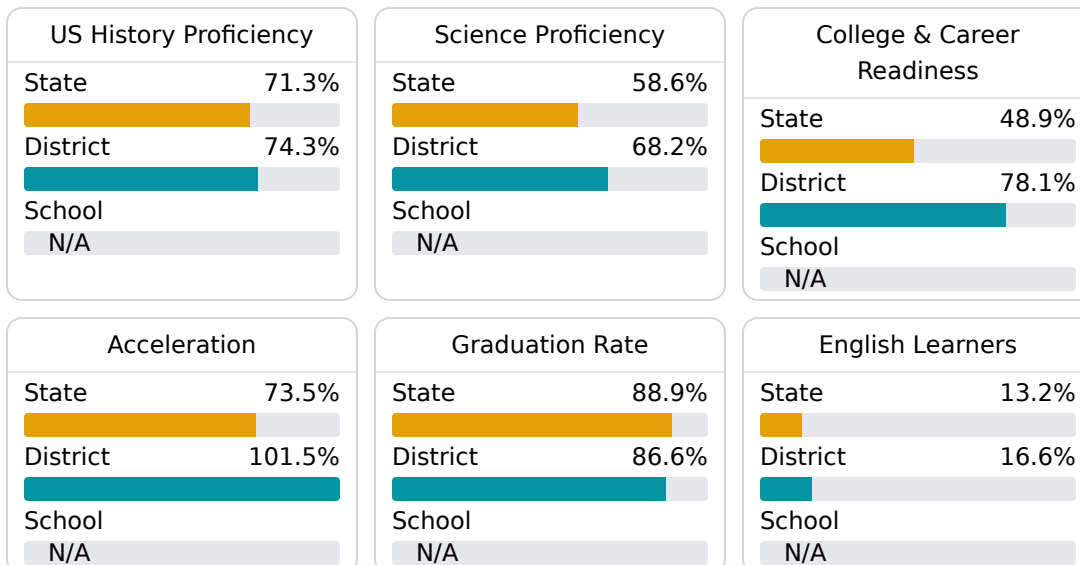 US History Proficiency
State 71.3%
District 74.3%
School
N/A
Science Proficiency
State 58.6%
District 68.2%
School
N/A
College & Career
Readiness
State 48.9%
District 78.1%
School
N/A
Acceleration
State 73.5%
District 101.5%
School
N/A
Graduation Rate
State 88.9%
District 86.6%
School
N/A
English Learners
State 13.2%
District 16.6%
School
N/A